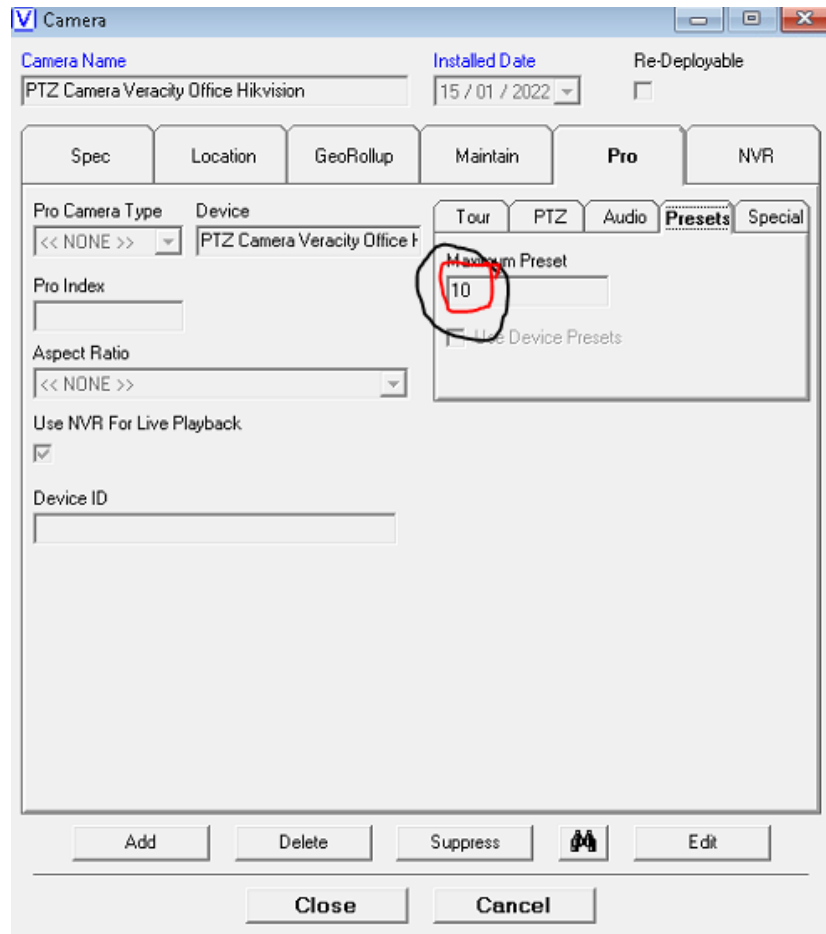 V Camera
Camera Name Installed Date Re-Deployable
PTZ Camera Veracity Office Hikvision 15 / 01 / 2022
Spec Location GeoRollup Maintain Pro NVR
Pro Camera Type Device
<< NONE >> PTZ Camera Veracity Office
Tour PTZ Audio Presets Special
Maximum Preset
10
Use Device Presets
Pro Index
Aspect Ratio
<< NONE >>
Use NVR For Live Playback
Device ID
Add Delete Suppress Edit
Close Cancel